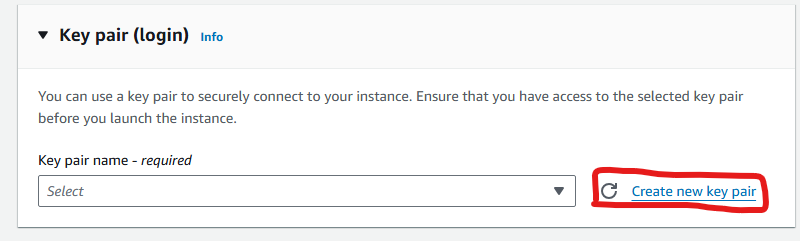 Key pair (login) Info
You can use a key pair to securely connect to your instance. Ensure that you have access to the selected key pair
before you launch the instance.
Key pair name - required
Select
Create new key pair